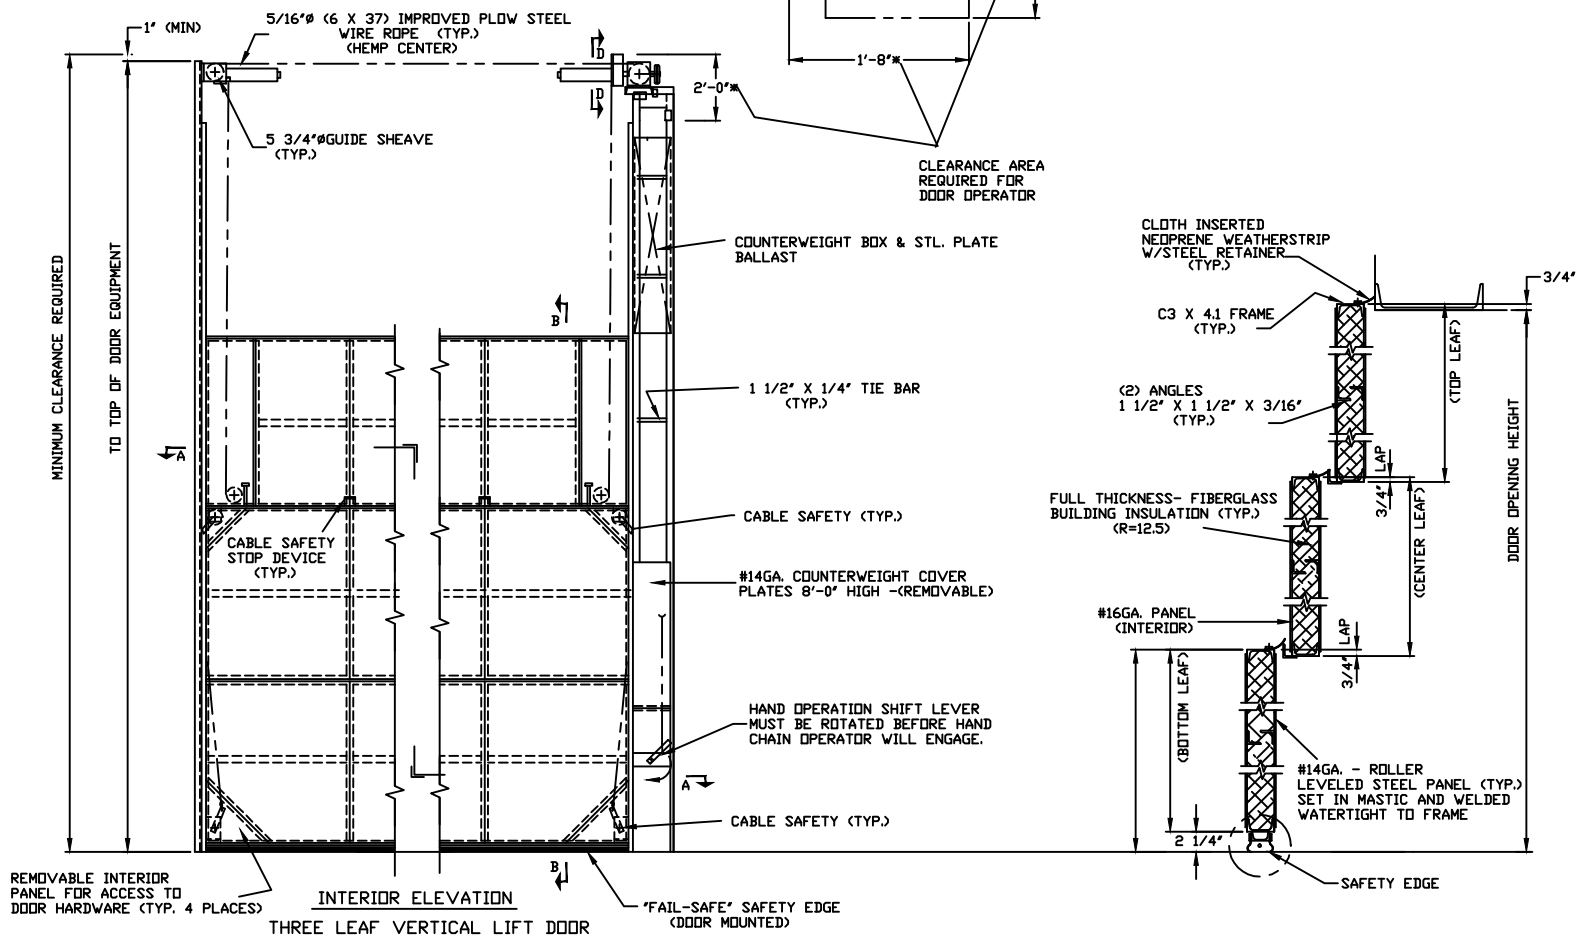 5/16"Ø (6 X 37) IMPROVED PLOW STEEL
WIRE ROPE (TYP.)
(HEMP CENTER)
1" (MIN)
D
D
2'-0"*
1'-8"*
CLEARANCE AREA
REQUIRED FOR
DOOR OPERATOR
5 3/4"ØGUIDE SHEAVE
(TYP.)
MINIMUM CLEARANCE REQUIRED
TO TOP OF DOOR EQUIPMENT
COUNTERWEIGHT BOX & STL. PLATE
BALLAST
B
1 1/2" X 1/4" TIE BAR
(TYP.)
A
CABLE SAFETY (TYP.)
CABLE SAFETY
STOP DEVICE
(TYP.)
#14GA. COUNTERWEIGHT COVER
PLATES 8'-0" HIGH -(REMOVABLE)
HAND OPERATION SHIFT LEVER
MUST BE ROTATED BEFORE HAND
CHAIN OPERATOR WILL ENGAGE.
A
CABLE SAFETY (TYP.)
B
REMOVABLE INTERIOR
PANEL FOR ACCESS TO
DOOR HARDWARE (TYP. 4 PLACES)
INTERIOR ELEVATION
THREE LEAF VERTICAL LIFT DOOR
"FAIL-SAFE" SAFETY EDGE
(DOOR MOUNTED)
CLOTH INSERTED
NEOPRENE WEATHERSTRIP
W/STEEL RETAINER
(TYP.)
3/4"
C3 X 4.1 FRAME
(TYP.)
(TOP LEAF)
(2) ANGLES
1 1/2" X 1 1/2" X 3/16"
(TYP.)
DOOR OPENING HEIGHT
3/4" LAP
FULL THICKNESS- FIBERGLASS
BUILDING INSULATION (TYP.)
(R=12.5)
(CENTER LEAF)
#16GA. PANEL
(INTERIOR)
3/4" LAP
(BOTTOM LEAF)
#14GA. - ROLLER
LEVELED STEEL PANEL (TYP.)
SET IN MASTIC AND WELDED
WATERTIGHT TO FRAME
2 1/4"
SAFETY EDGE